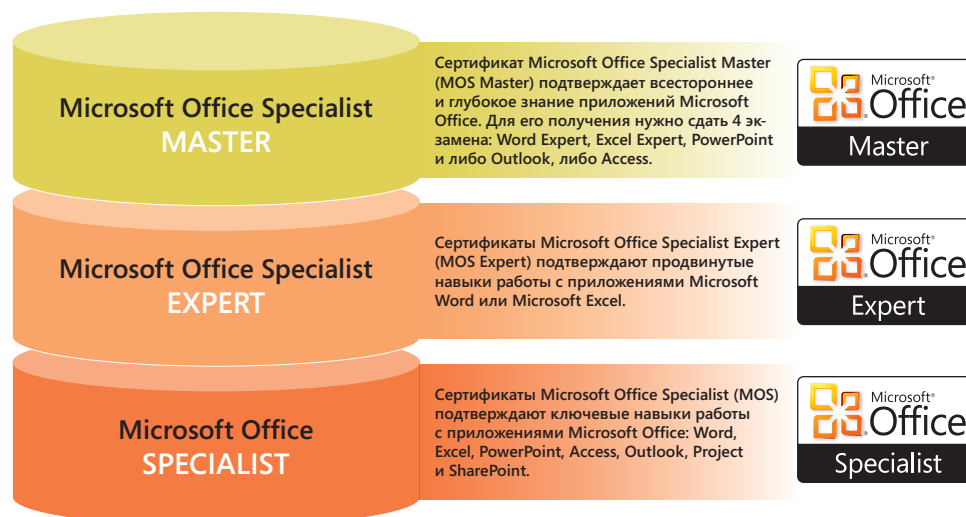 Microsoft Office Specialist
MASTER
Сертификат Microsoft Office Specialist Master
(MOS Master) подтверждает всестороннее
и глубокое знание приложений Microsoft
Office. Для его получения нужно сдать 4 эк-
замена: Word Expert, Excel Expert, PowerPoint
и либо Outlook, либо Access.
Microsoft®
Office
Master
Microsoft Office Specialist
EXPERT
Сертификаты Microsoft Office Specialist Expert
(MOS Expert) подтверждают продвинутые
навыки работы с приложениями Microsoft
Word или Microsoft Excel.
Microsoft®
Office
Expert
Microsoft Office
SPECIALIST
Сертификаты Microsoft Office Specialist (MOS)
подтверждают ключевые навыки работы
с приложениями Microsoft Office: Word,
Excel, PowerPoint, Access, Outlook, Project
и SharePoint.
Microsoft®
Office
Specialist